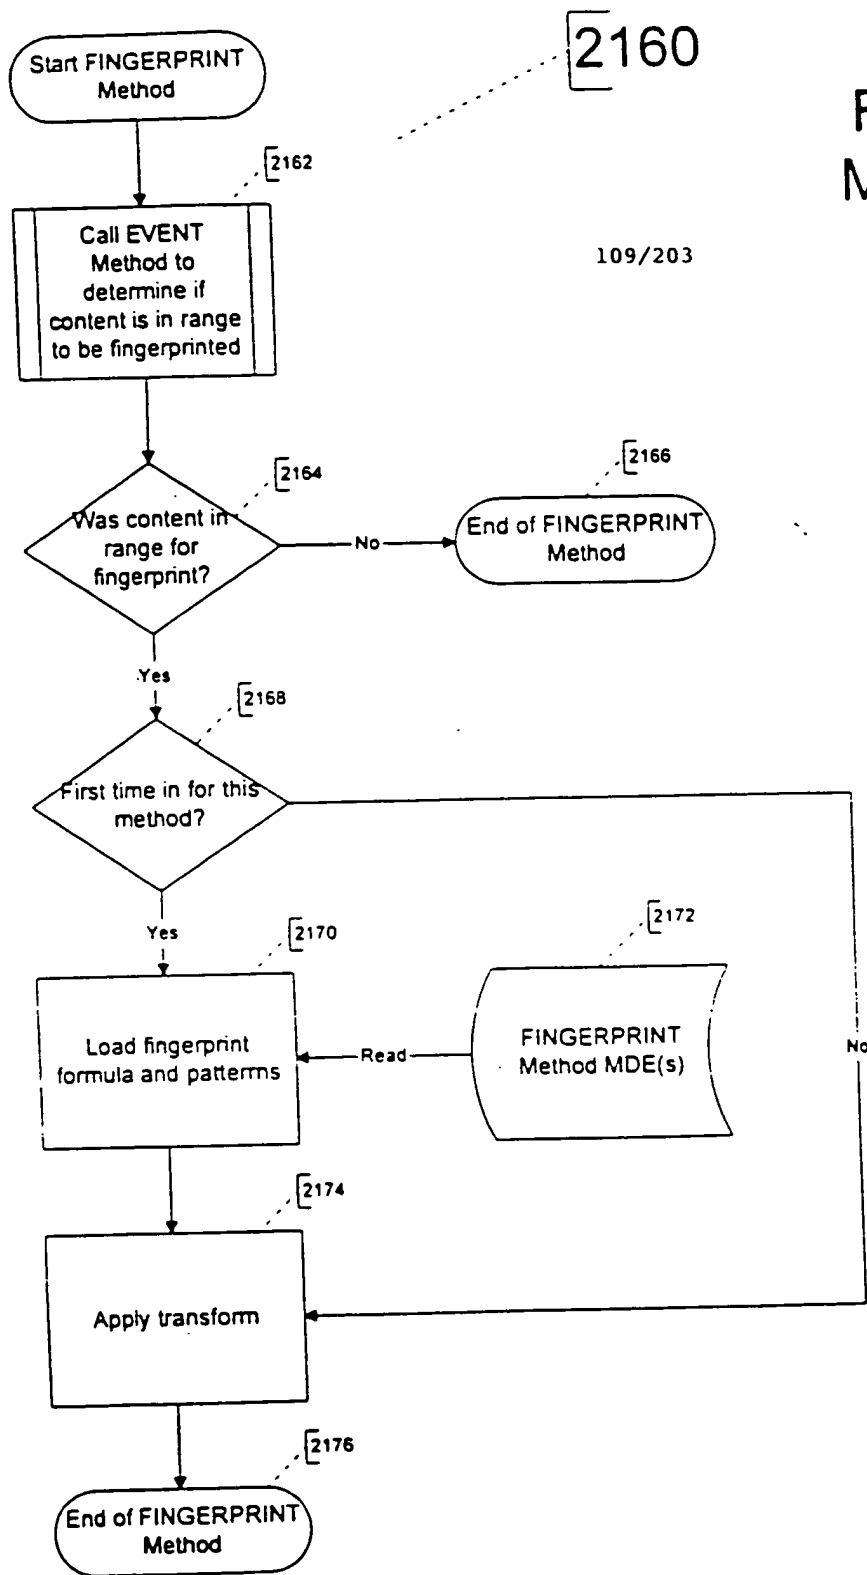 Start FINGERPRINT
Method
2160
2162
Call EVENT
Method to
determine if
content is in range
to be fingerprinted
109/203
2164
Was content in
range for
fingerprint?
No
2166
End of FINGERPRINT
Method
Yes
2168
First time in for this
method?
Yes
2170
Load fingerprint
formula and patterns
Read
2172
FINGERPRINT
Method MDE(s)
No
2174
Apply transform
2176
End of FINGERPRINT
Method